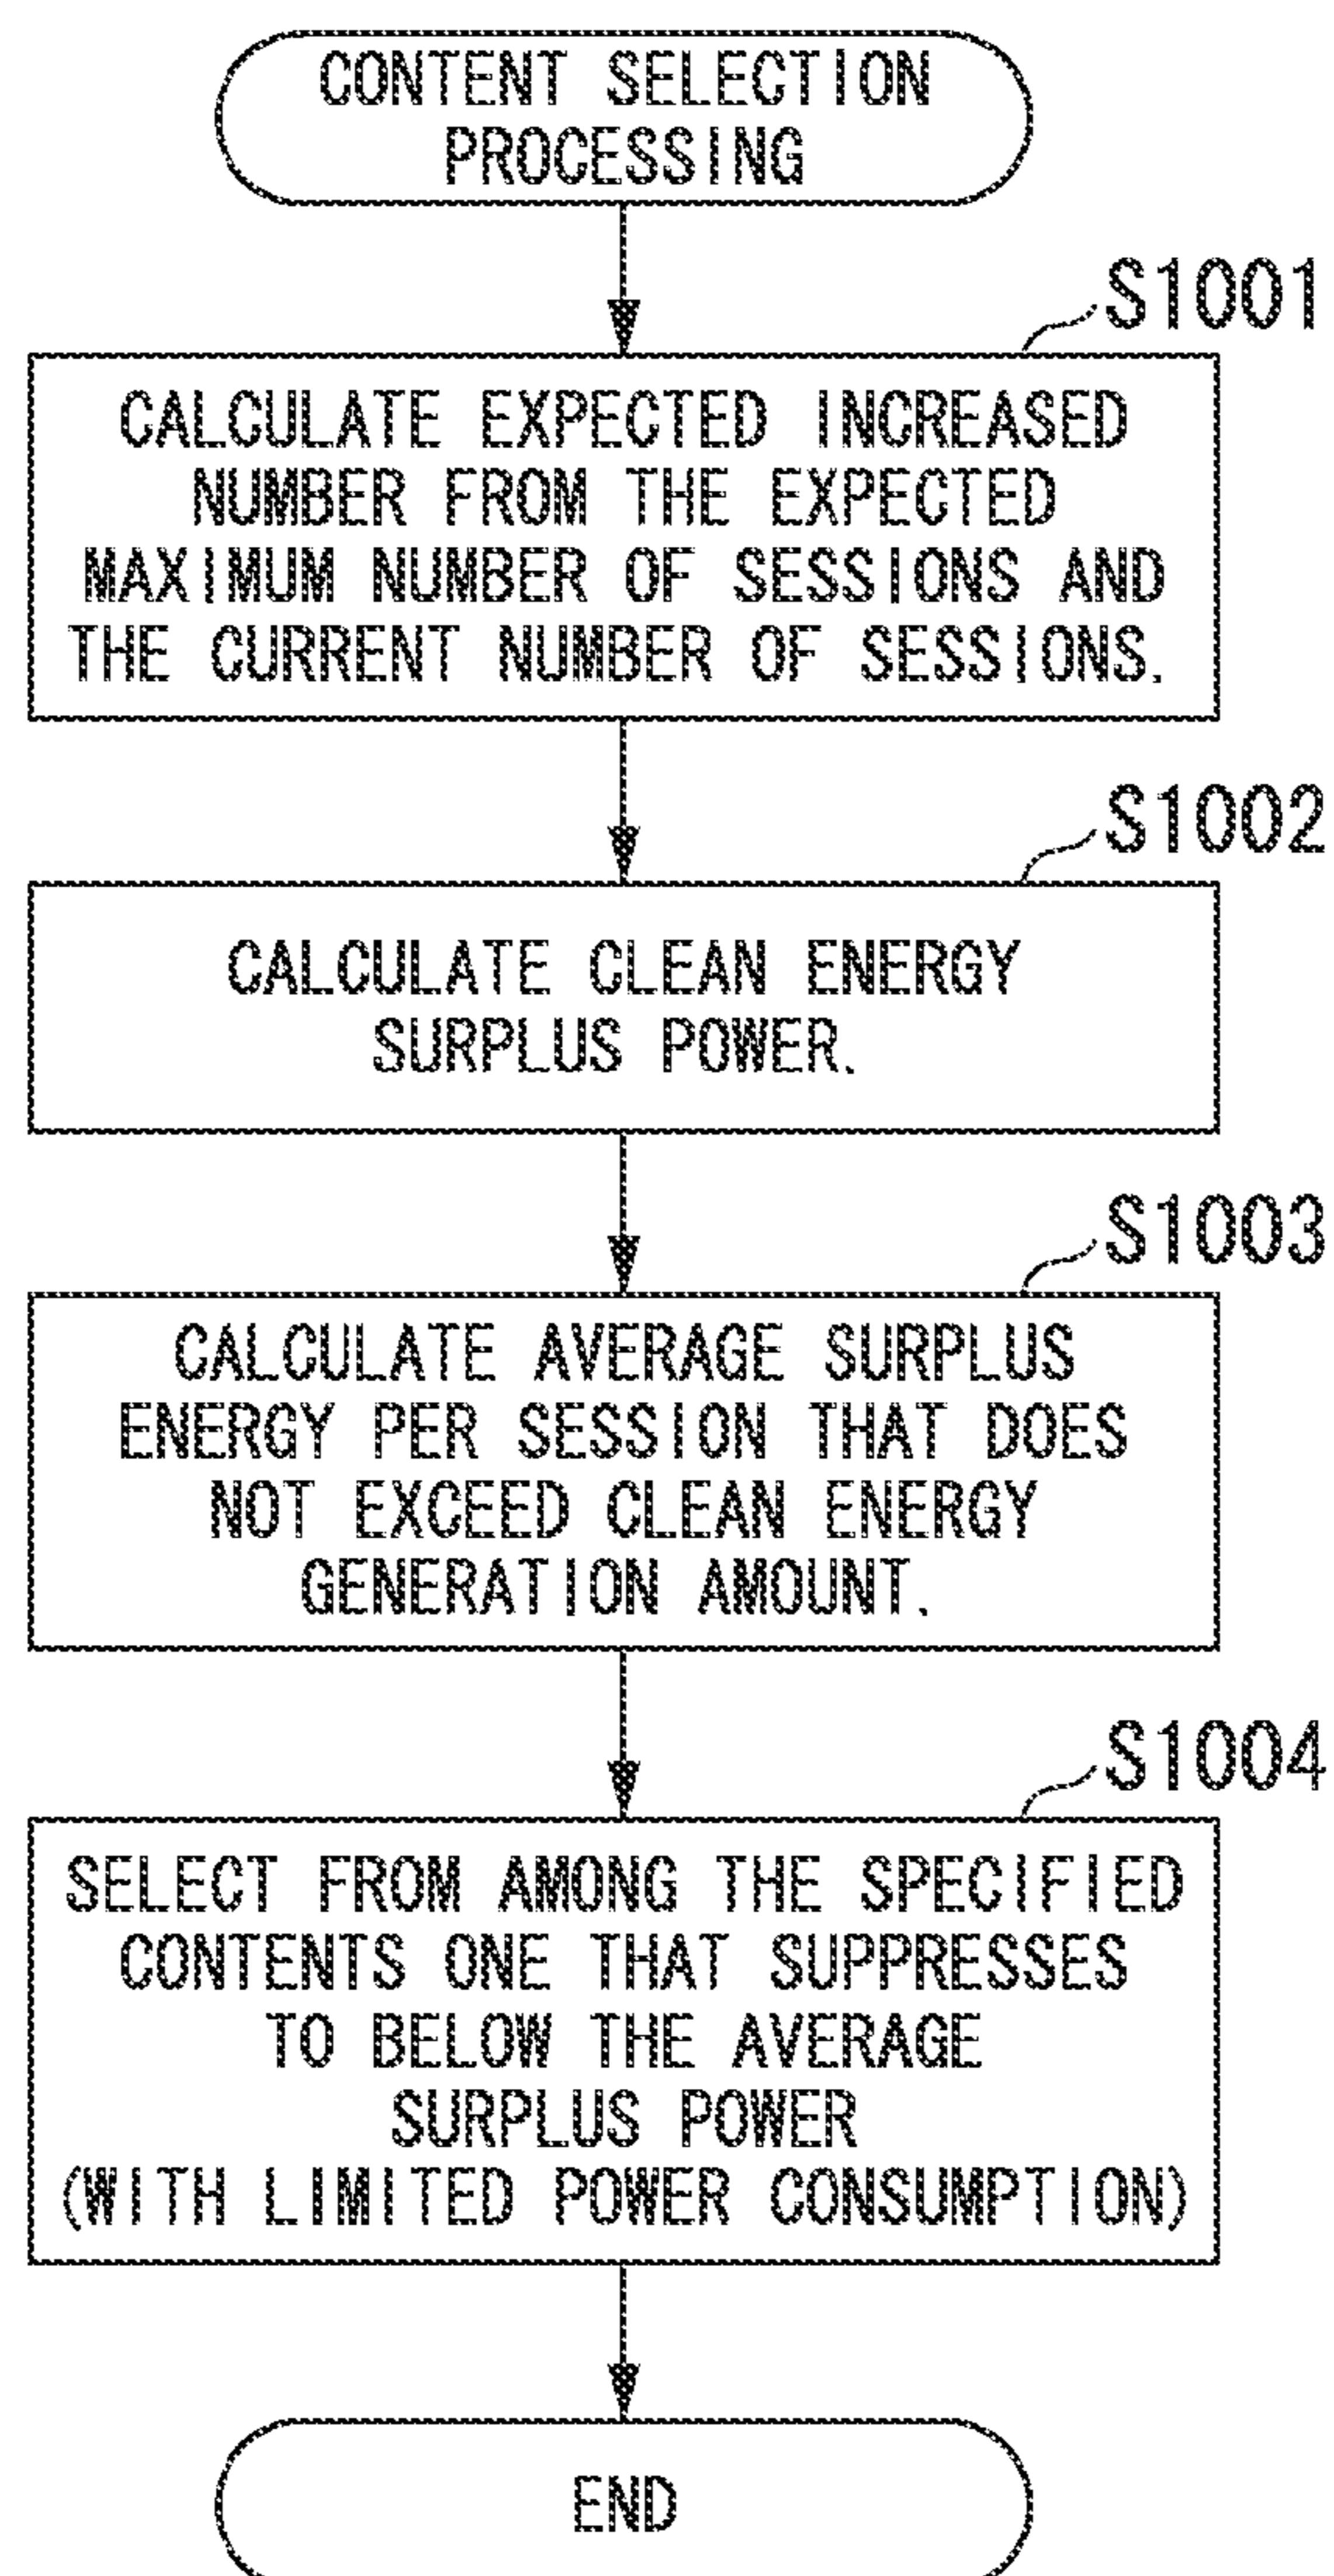 CONTENT SELECTION
PROCESSING
S1001
CALCULATE EXPECTED INCREASED
NUMBER FROM THE EXPECTED
MAXIMUM NUMBER OF SESSIONS AND
THE CURRENT NUMBER OF SESSIONS.
S1002
CALCULATE CLEAN ENERGY
SURPLUS POWER.
S1003
CALCULATE AVERAGE SURPLUS
ENERGY PER SESSION THAT DOES
NOT EXCEED CLEAN ENERGY
GENERATION AMOUNT.
S1004
SELECT FROM AMONG THE SPECIFIED
CONTENTS ONE THAT SUPPRESSES
TO BELOW THE AVERAGE
SURPLUS POWER
(WITH LIMITED POWER CONSUMPTION)
END